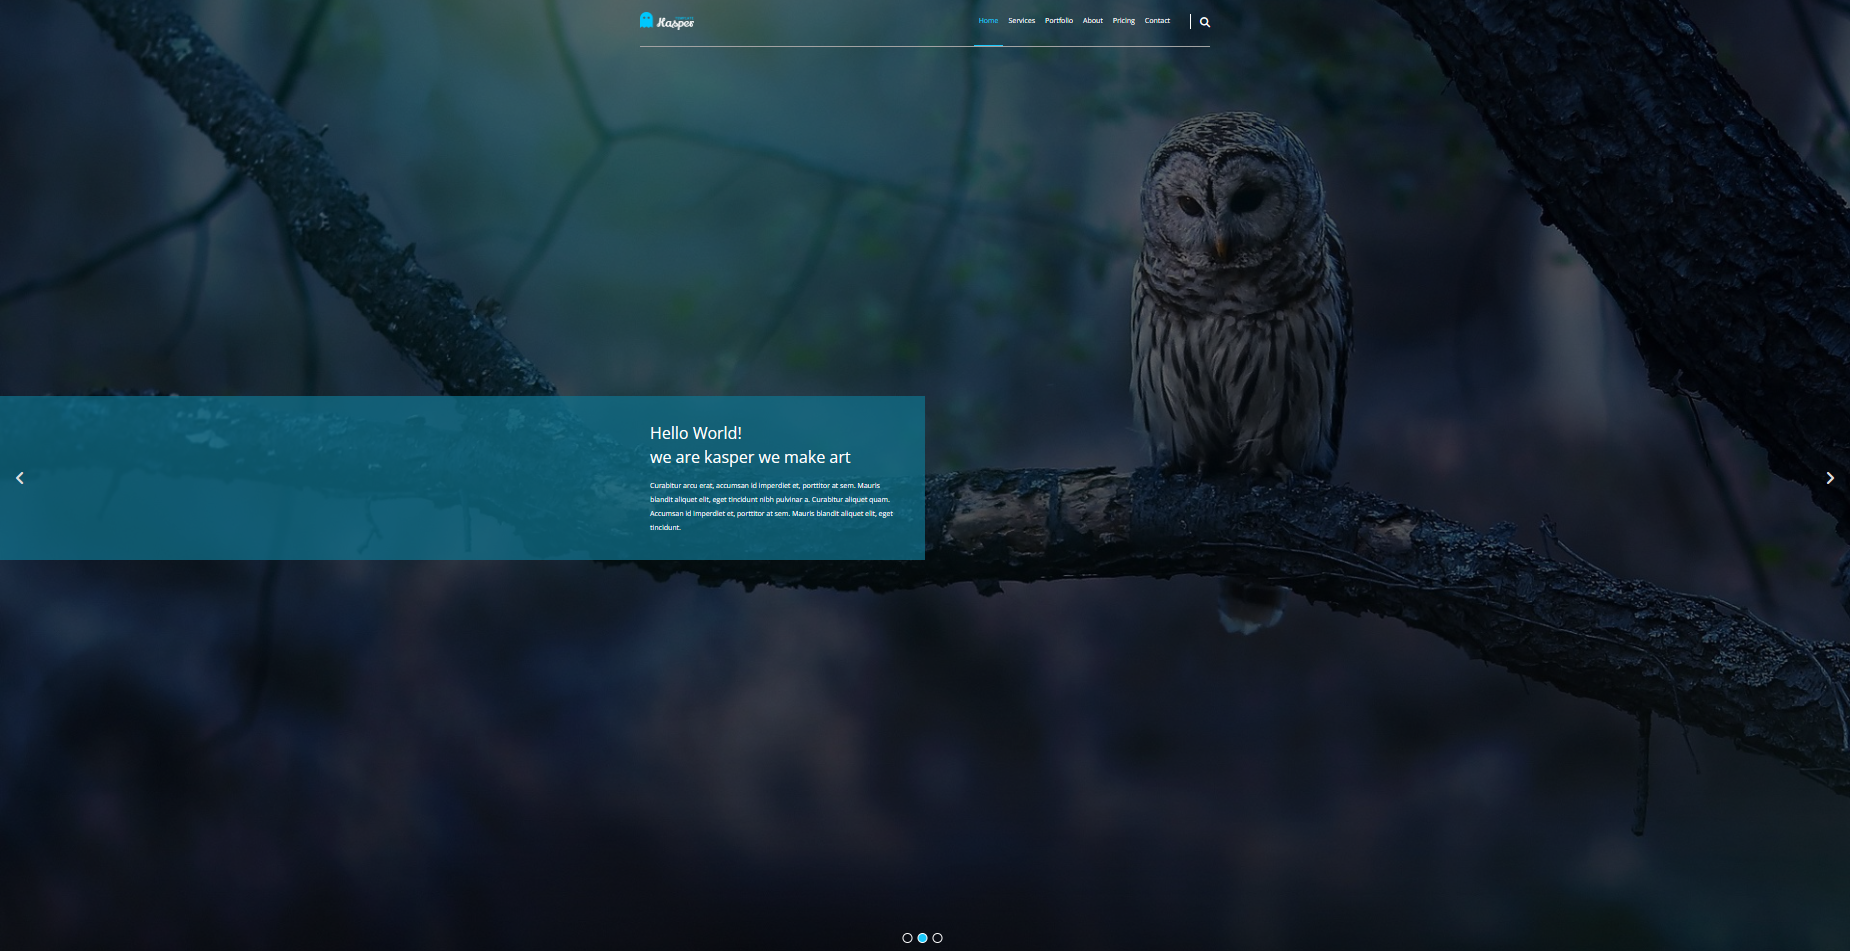 Kasper
Home Services Portfolio About Pricing Contact
Hello World!
we are kasper we make art
Curabitur arcu erat, accumsan id imperdiet et, porttitor at sem. Mauris
blandit aliquet elit, eget tincidunt nibh pulvinar a. Curabitur aliquet quam.
Accumsan id imperdiet et, porttitor at sem. Mauris blandit aliquet elit, eget
tincidunt.